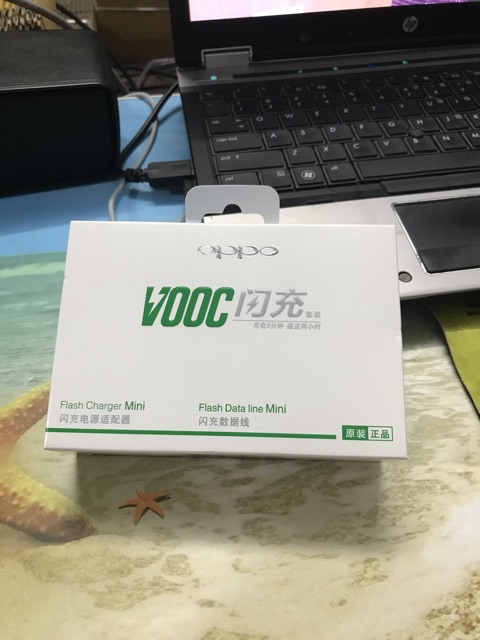 hp
oppo
VOOC闪充套装
充电5分钟 通话两小时
Flash Charger Mini
闪充电源适配器
Flash Data line Mini
闪充数据线
原装正品